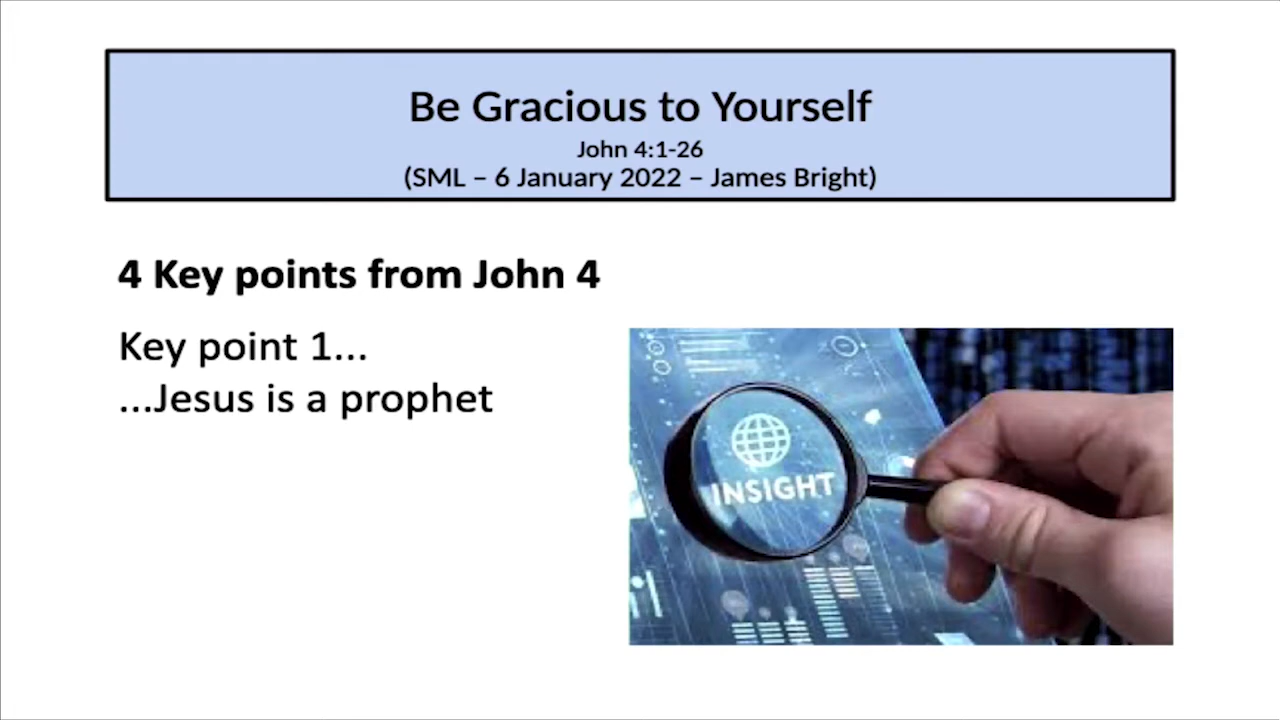 Be Gracious to Yourself
John 4:1-26
(SML – 6 January 2022 – James Bright)
4 Key points from John 4
Key point 1...
...Jesus is a prophet
INSIGHT